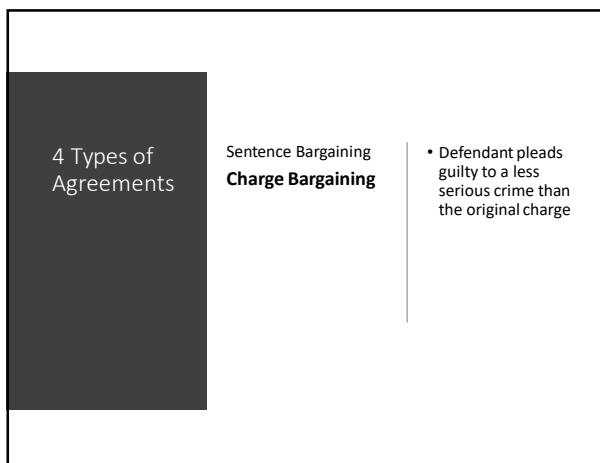 4 Types of
Agreements
Sentence Bargaining
Charge Bargaining
• Defendant pleads
guilty to a less
serious crime than
the original charge